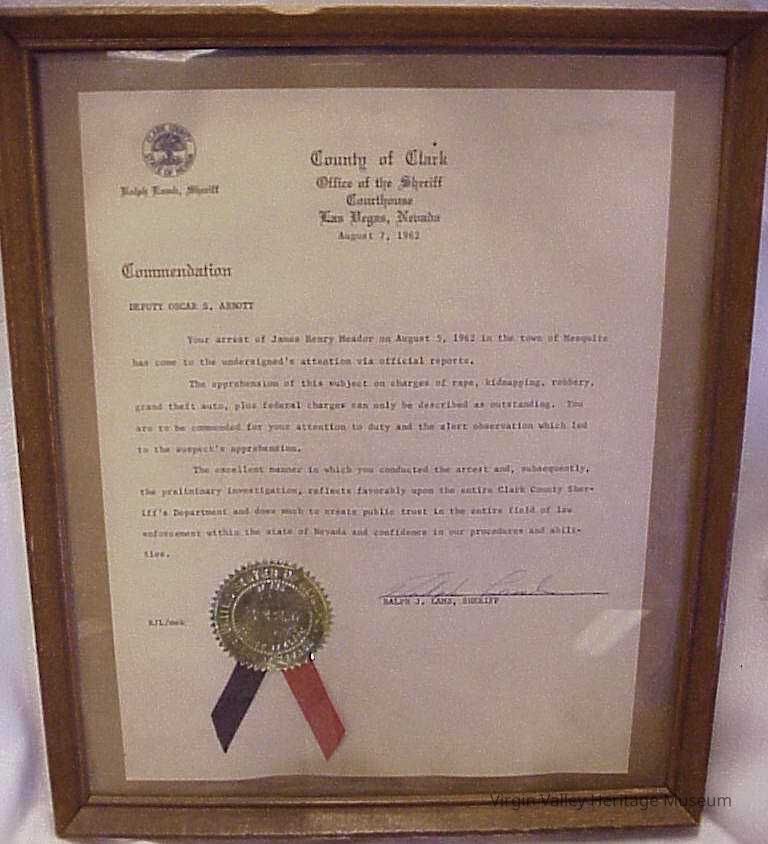 CLARK COUNTY
STATE OF NEVADA
Ralph Lamb, Sheriff
County of Clark
Office of the Sheriff
Courthouse
Las Vegas, Nevada
August 7, 1962
Commendation
DEPUTY OSCAR S. ABBOTT
Your arrest of James Henry Meador on August 5, 1962 in the town of Mesquite
has come to the undersigned's attention via official reports.
The apprehension of this subject on charges of rape, kidnapping, robbery,
grand theft auto, plus federal charges can only be described as outstanding. You
are to be commended for your attention to duty and the alert observation which led
to the suspect's apprehension.
The excellent manner in which you conducted the arrest and, subsequently,
the preliminary investigation, reflects favorably upon the entire Clark County Sher-
iff's Department and does much to create public trust in the entire field of law
enforcement within the state of Nevada and confidence in our procedures and abili-
ties.
Ralph Lamb
RALPH J. LAMB, SHERIFF
Virgin Valley Heritage Museum